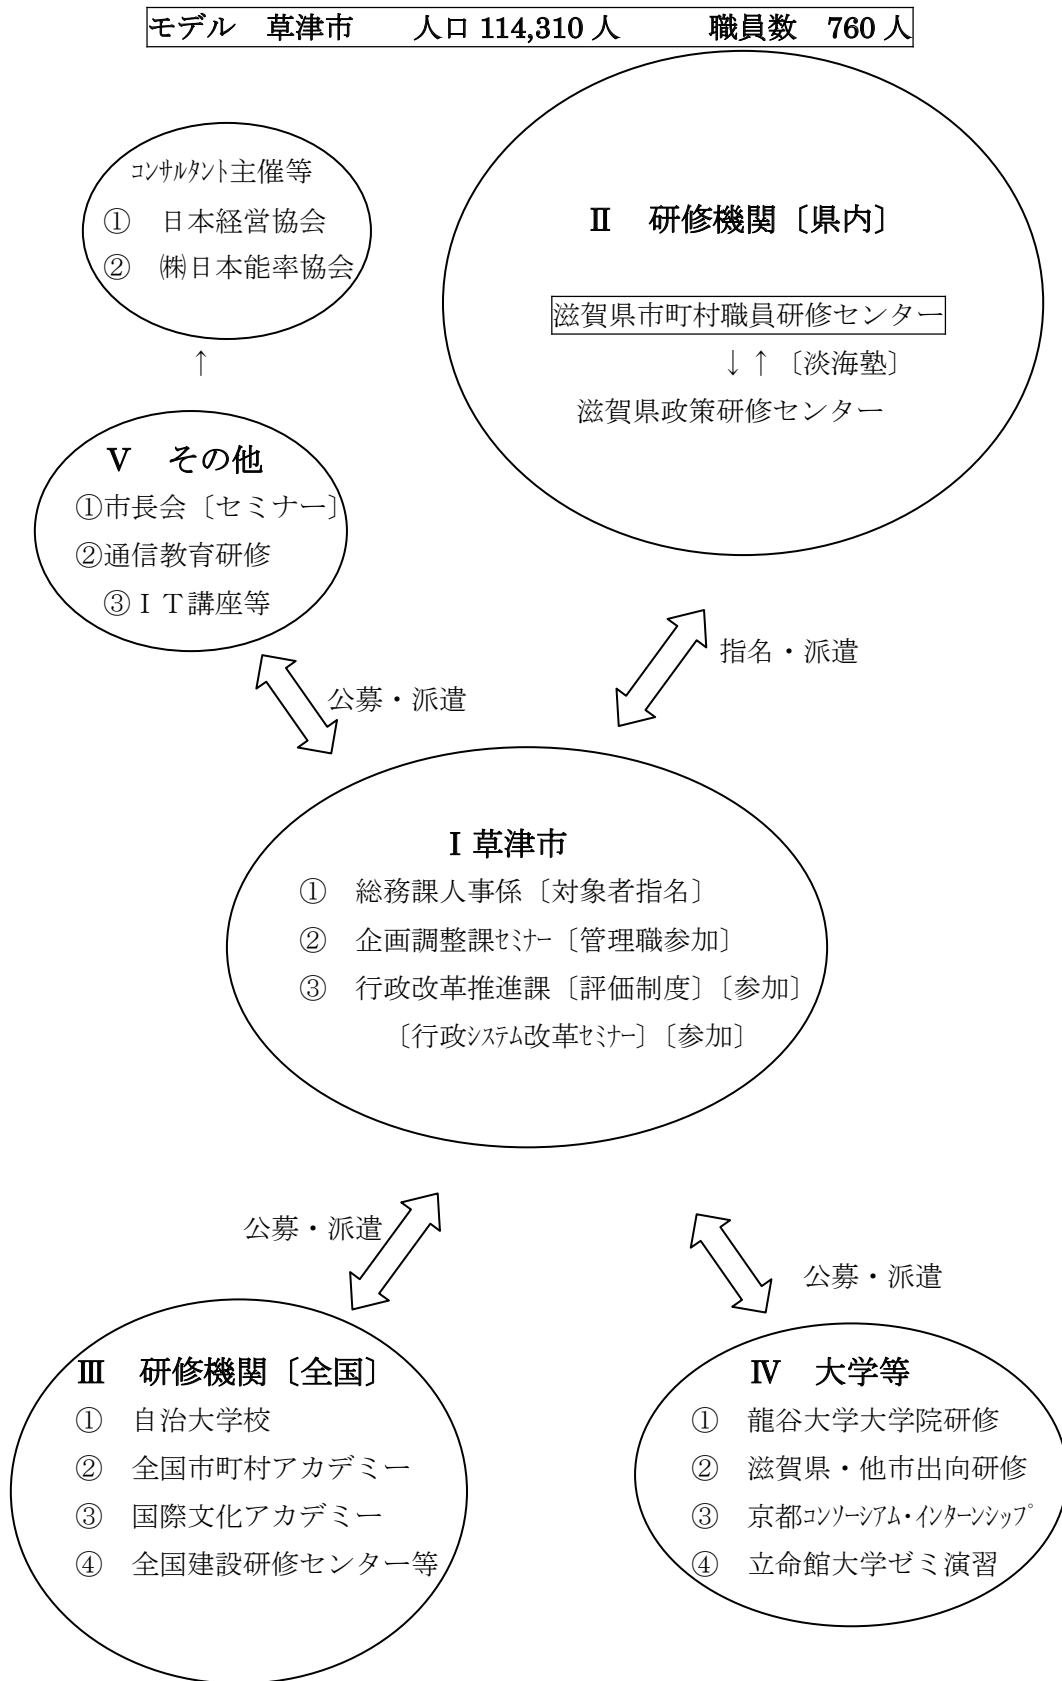 モデル　草津市　　人口 114,310 人　　　職員数　760 人
コンサルタント主催等
①　日本経営協会
②　㈱日本能率協会
↑
Ⅱ　研修機関〔県内〕
滋賀県市町村職員研修センター
↓↑〔淡海塾〕
滋賀県政策研修センター
Ⅴ　その他
①市長会〔セミナー〕
②通信教育研修
③ＩＴ講座等
指名・派遣
公募・派遣
Ⅰ草津市
①　総務課人事係〔対象者指名〕
②　企画調整課ｾﾐﾅｰ〔管理職参加〕
③　行政改革推進課〔評価制度〕〔参加〕
〔行政ｼｽﾃﾑ改革ｾﾐﾅｰ〕〔参加〕
公募・派遣
公募・派遣
Ⅲ　研修機関〔全国〕
①　自治大学校
②　全国市町村アカデミー
③　国際文化アカデミー
④　全国建設研修センター等
Ⅳ　大学等
①　龍谷大学大学院研修
②　滋賀県・他市出向研修
③　京都ｺﾝｿｰｼｱﾑ・ｲﾝﾀｰﾝｼｯﾌﾟ
④　立命館大学ゼミ演習